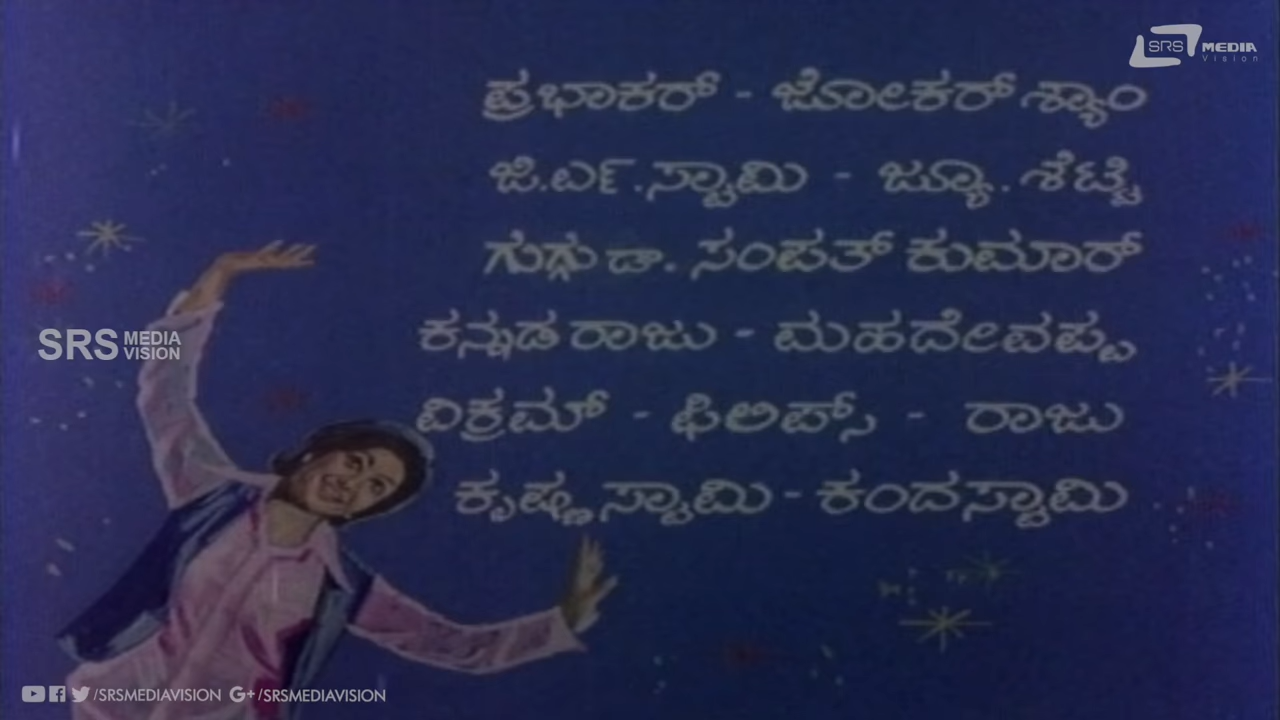 SRS MEDIA
Vision
ಪ್ರಭಾಕರ್ - ಜೋಕರ್ ಶ್ಯಾಂ
ಜಿ.ಎನ್.ಸ್ವಾಮಿ - ಜ್ಯೂ. ಶೆಟ್ಟಿ
ಗುಗ್ಗು ಡಾ. ಸಂಪತ್ ಕುಮಾರ್
ಕನ್ನಡ ರಾಜು - ಮಹದೇವಪ್ಪ
SRS MEDIA
VISION
ವಿಕ್ರಮ್ - ಫಿಲಿಪ್ಸ್ - ರಾಜು
ಕೃಷ್ಣಸ್ವಾಮಿ - ಕಂದಸ್ವಾಮಿ
/SRSMEDIAVISION G+/SRSMEDIAVISION